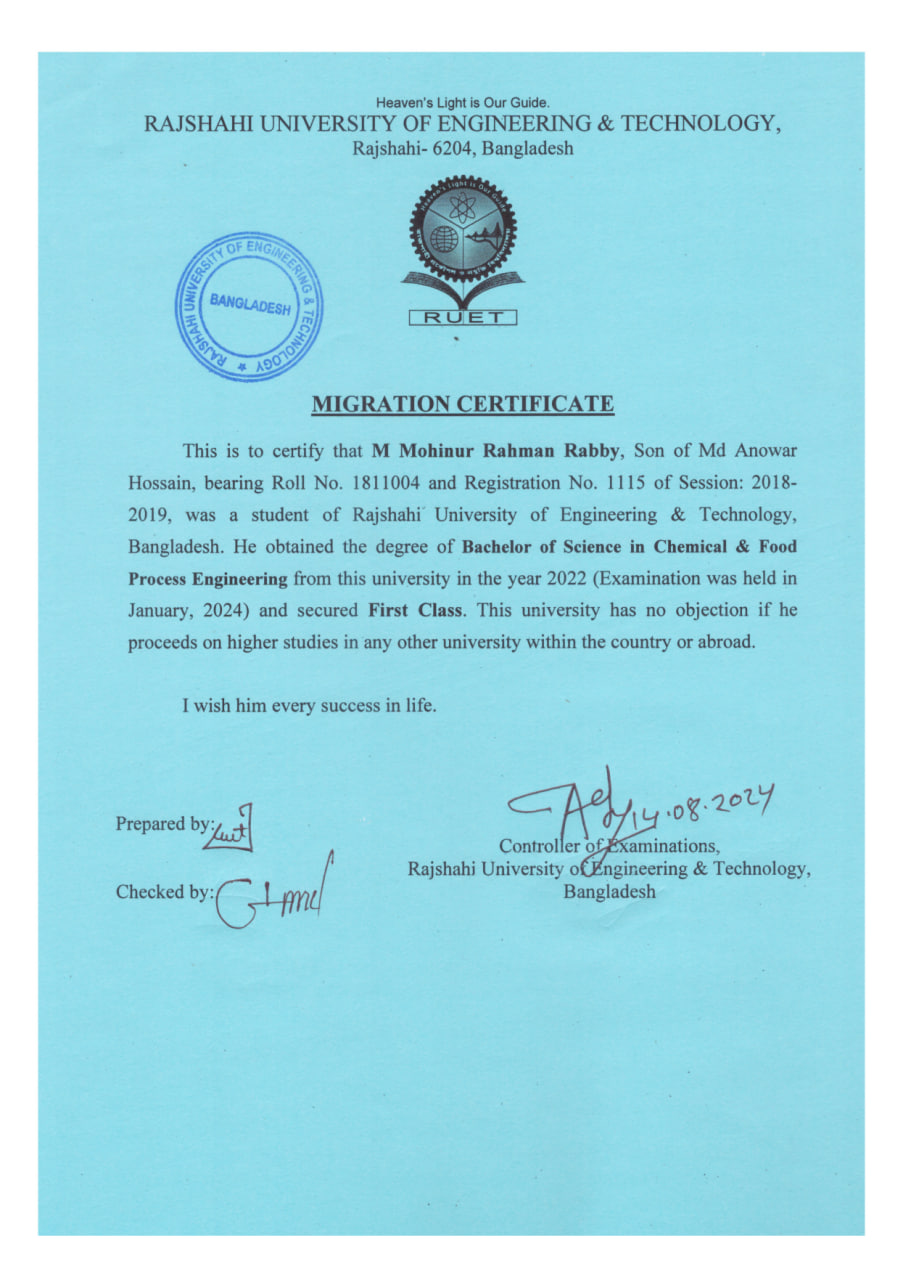 Heaven's Light is Our Guide.
RAJSHAHI UNIVERSITY OF ENGINEERING & TECHNOLOGY,
Rajshahi- 6204, Bangladesh
Heaven's Light is Our Guide
RUET
RAJSHAHI UNIVERSITY OF ENGINEERING & TECHNOLOGY
BANGLADESH
MIGRATION CERTIFICATE
This is to certify that M Mohinur Rahman Rabby, Son of Md Anowar
Hossain, bearing Roll No. 1811004 and Registration No. 1115 of Session: 2018-
2019, was a student of Rajshahi University of Engineering & Technology,
Bangladesh. He obtained the degree of Bachelor of Science in Chemical & Food
Process Engineering from this university in the year 2022 (Examination was held in
January, 2024) and secured First Class. This university has no objection if he
proceeds on higher studies in any other university within the country or abroad.
I wish him every success in life.
14.08.2024
Prepared by:
Controller of Examinations,
Rajshahi University of Engineering & Technology,
Checked by:
Bangladesh